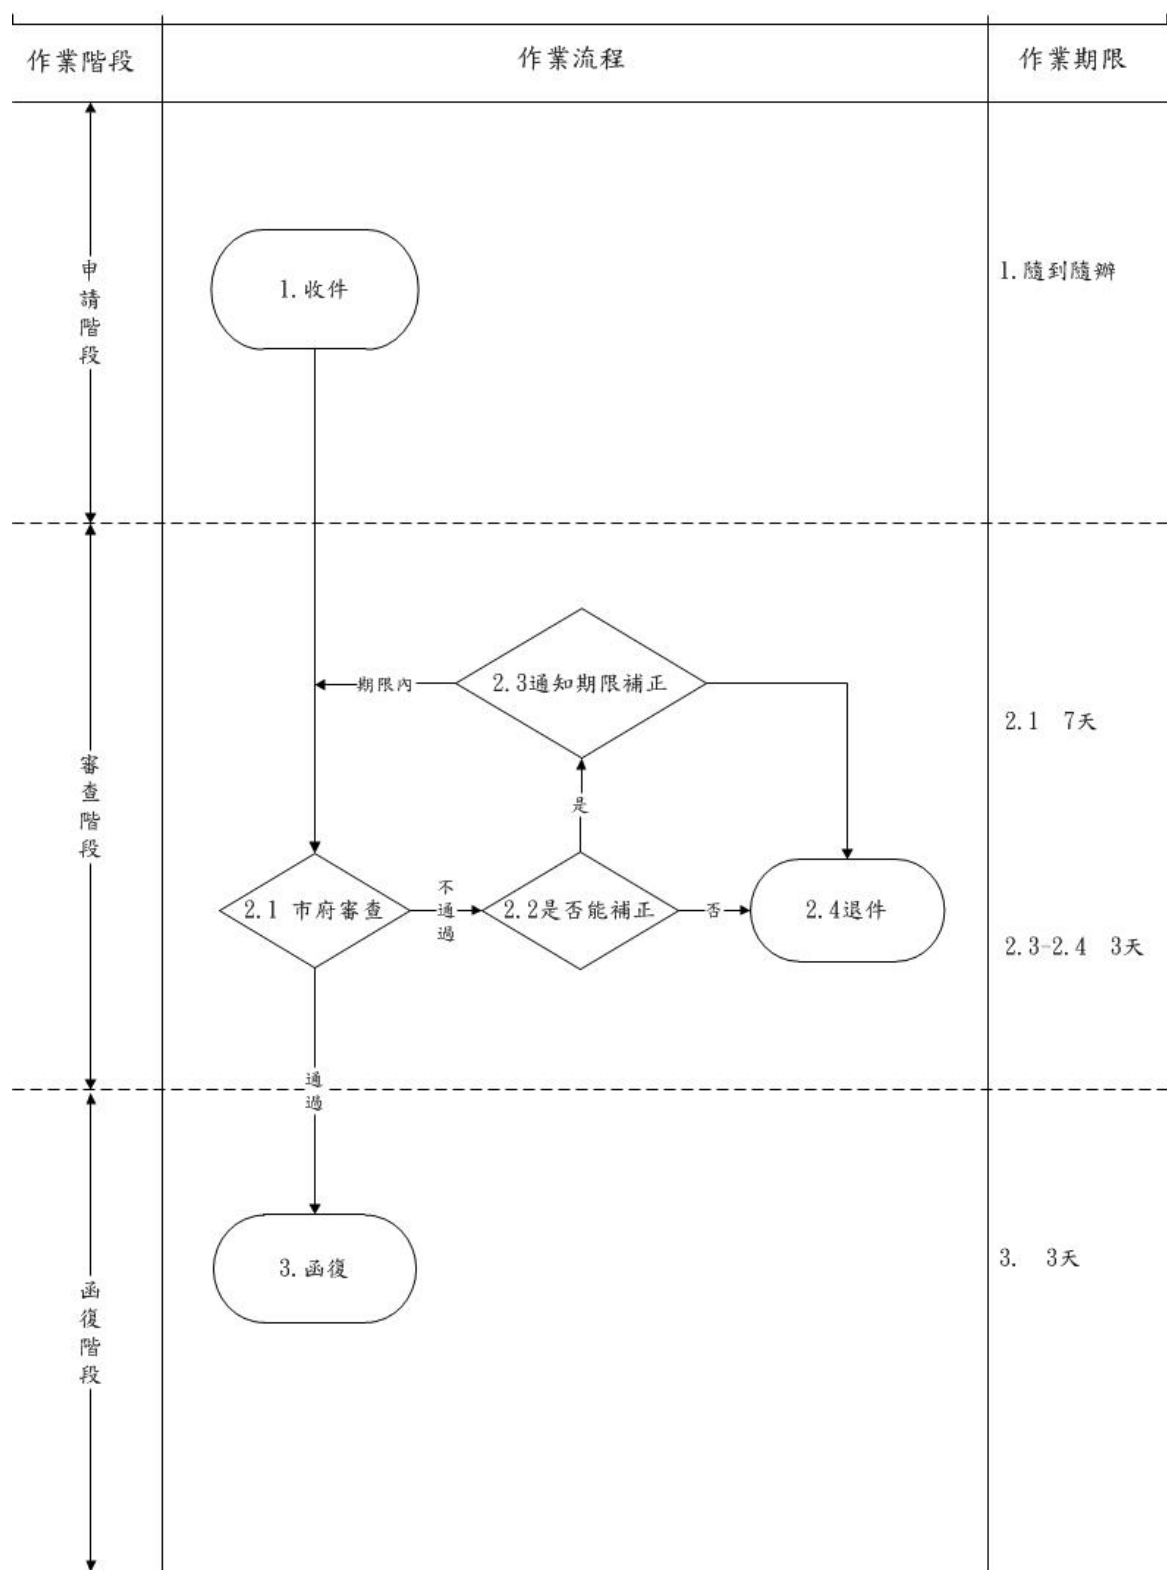 作業階段
作業流程
作業期限
申請階段
1.收件
1.隨到隨辦
審查階段
期限內
2.3通知期限補正
2.1 7天
是
2.1 市府審查
不通過
2.2是否能補正
否
2.4退件
2.3-2.4 3天
通過
函復階段
3.函復
3. 3天